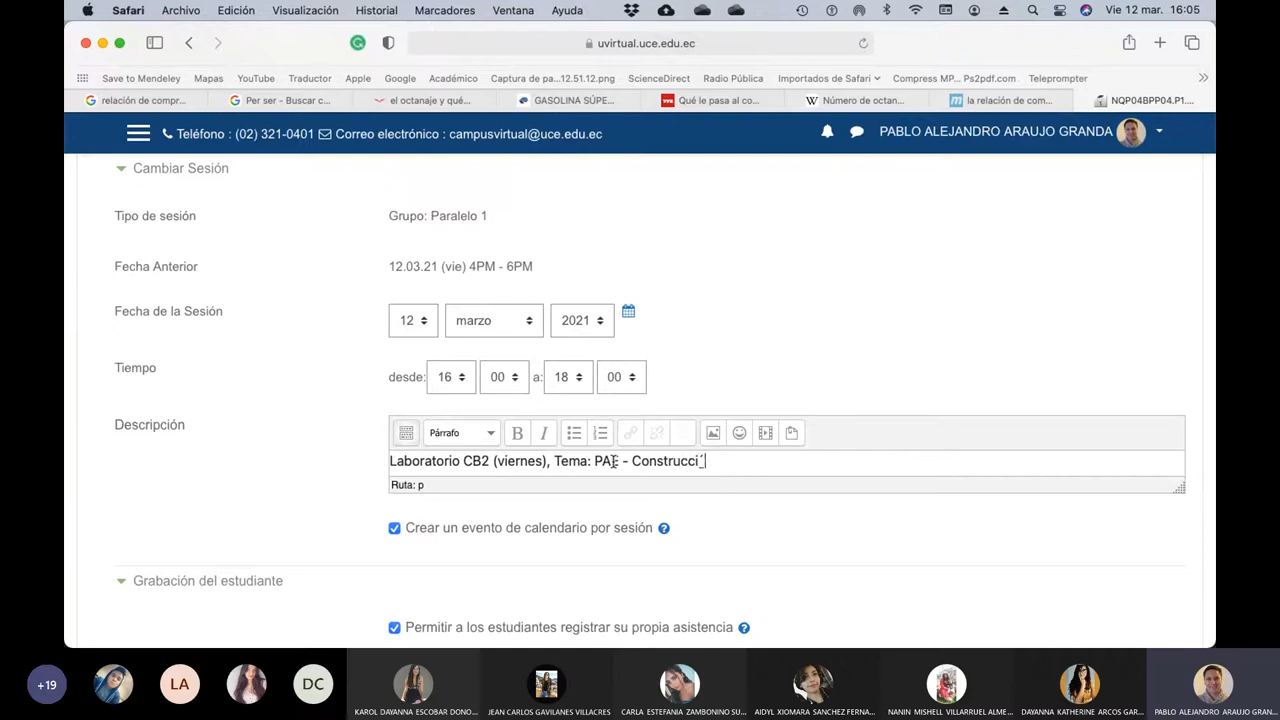 Safari Archivo Edición Visualización Historial Marcadores Ventana Ayuda Vie 12 mar. 16:05
uvirtual.uce.edu.ec
Save to Mendeley Mapas YouTube Traductor Apple Google Académico Captura de pa...12.51.12.png ScienceDirect Radio Pública Importados de Safari Compress MP... Ps2pdf.com Teleprompter
relación de compr... Per ser - Buscar c... el octanaje y qué... GASOLINA SÚPE... Qué le pasa al co... Número de octan... la relación de com... NQP04BPP04.P1...
Teléfono : (02) 321-0401 Correo electrónico : campusvirtual@uce.edu.ec PABLO ALEJANDRO ARAUJO GRANDA
Cambiar Sesión
Tipo de sesión Grupo: Paralelo 1
Fecha Anterior 12.03.21 (vie) 4PM - 6PM
Fecha de la Sesión 12 marzo 2021
Tiempo desde: 16 00 a: 18 00
Descripción Párrafo B I
Laboratorio CB2 (viernes), Tema: PAE - Construcci´
Ruta: p
Crear un evento de calendario por sesión
Grabación del estudiante
Permitir a los estudiantes registrar su propia asistencia
+19 LA DC
KAROL DAYANNA ESCOBAR DONO... JEAN CARLOS GAVILANES VILLACRES CARLA ESTEFANIA ZAMBONINO SU... AIDYL XIOMARA SANCHEZ FERNA... NANIN MISHELL VILLARRUEL ALME... DAYANNA KATHERINE ARCOS GAR... PABLO ALEJANDRO ARAUJO GRAN...